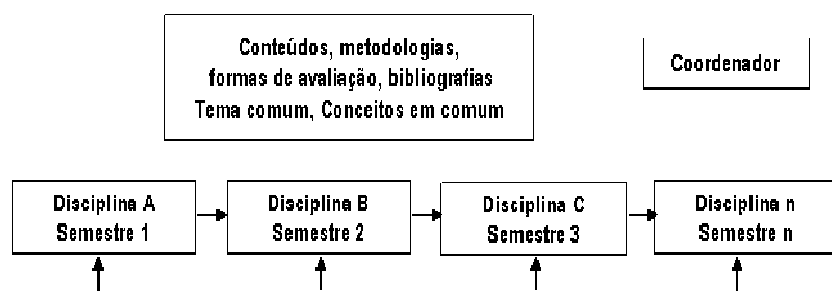 Conteúdos, metodologias,
formas de avaliação, bibliografias
Tema comum, Conceitos em comum
Coordenador
Disciplina A
Semestre 1
Disciplina B
Semestre 2
Disciplina C
Semestre 3
Disciplina n
Semestre n